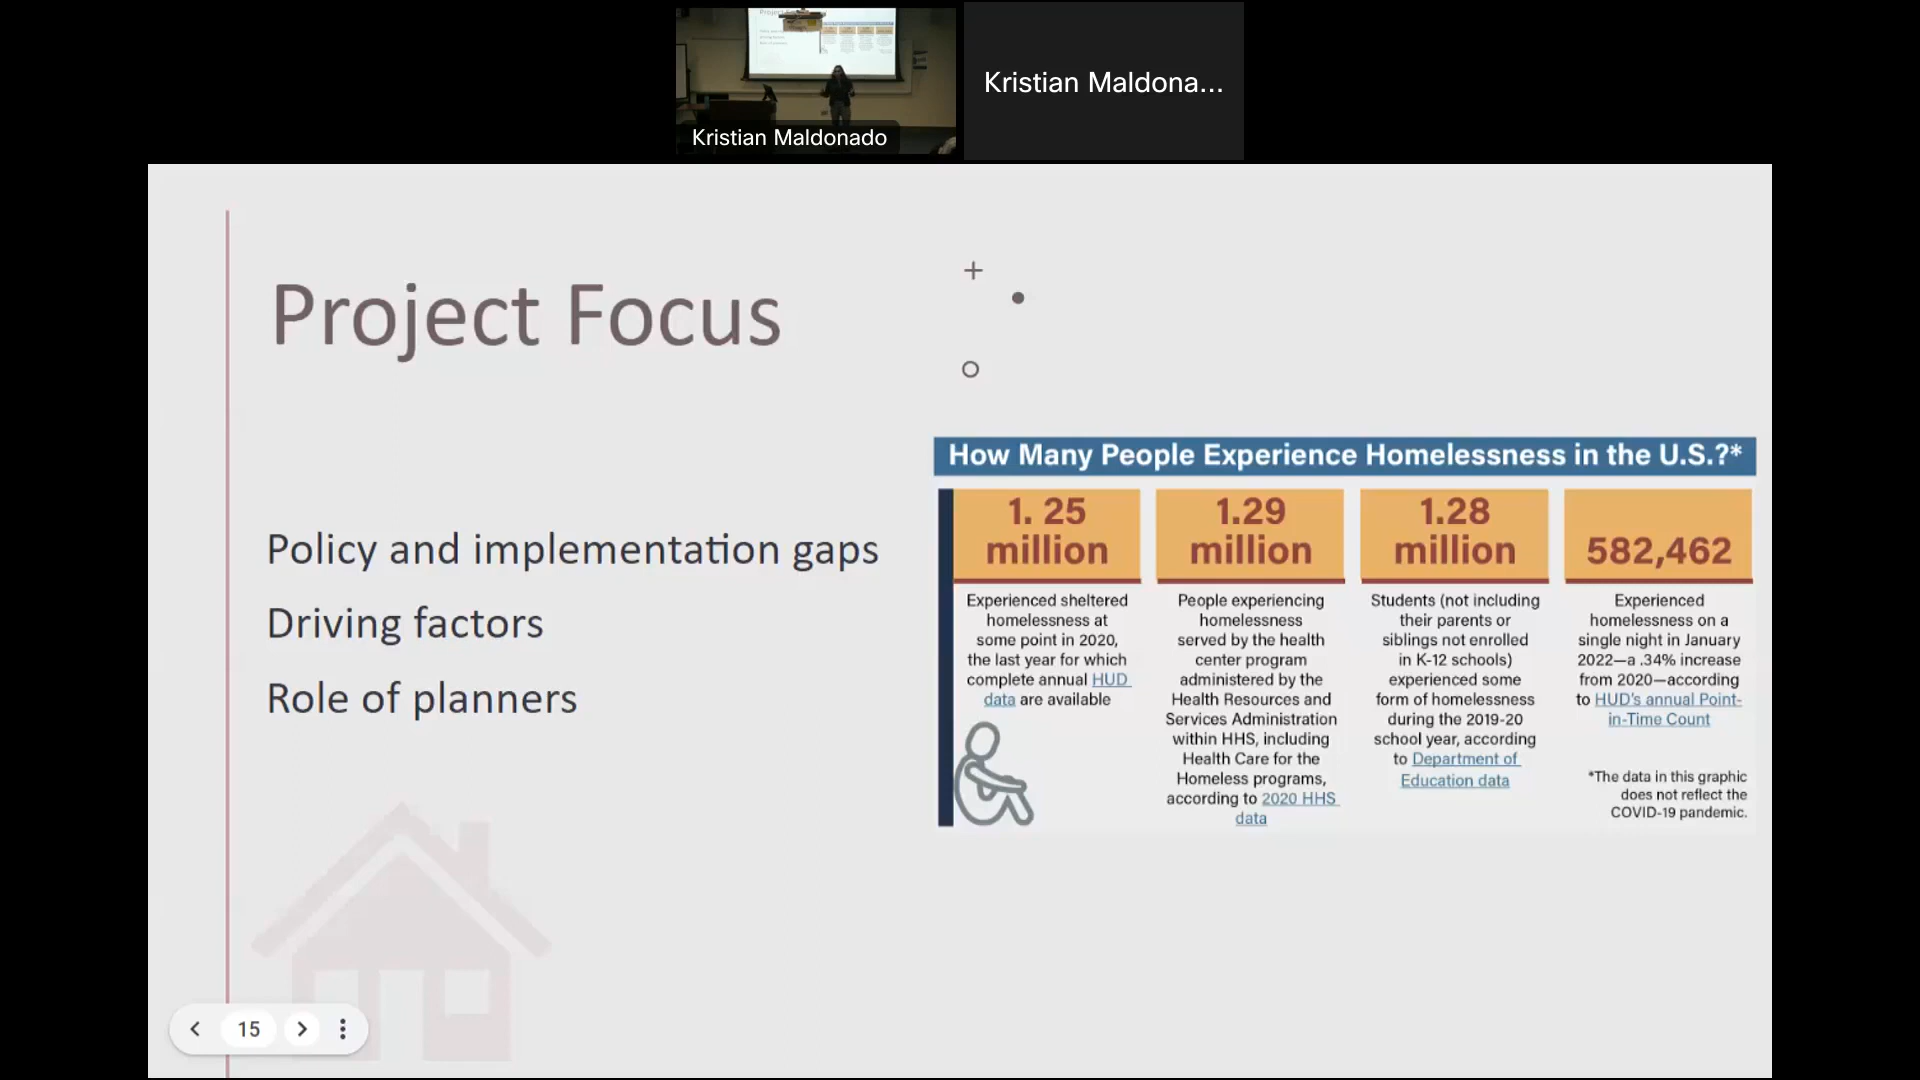 Kristian Maldonado
Kristian Maldona...
Project Focus
Policy and implementation gaps
Driving factors
Role of planners
How Many People Experience Homelessness in the U.S.?*
1. 25
million
Experienced sheltered
homelessness at
some point in 2020,
the last year for which
complete annual HUD
data are available
1.29
million
People experiencing
homelessness
served by the health
center program
administered by the
Health Resources and
Services Administration
within HHS, including
Health Care for the
Homeless programs,
according to 2020 HHS
data
1.28
million
Students (not including
their parents or
siblings not enrolled
in K-12 schools)
experienced some
form of homelessness
during the 2019-20
school year, according
to Department of
Education data
582,462
Experienced
homelessness on a
single night in January
2022—a .34% increase
from 2020—according
to HUD's annual Point-
in-Time Count
*The data in this graphic
does not reflect the
COVID-19 pandemic.
15